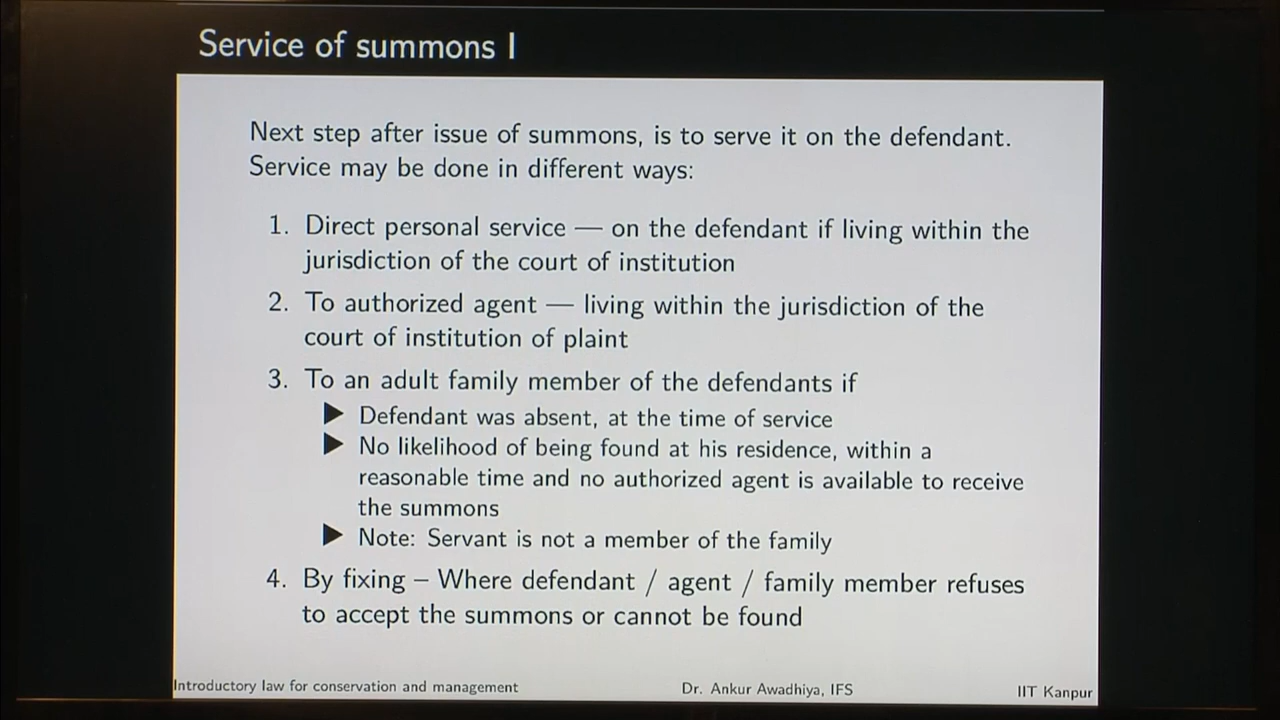 Service of summons I
Next step after issue of summons, is to serve it on the defendant.
Service may be done in different ways:
1. Direct personal service — on the defendant if living within the
jurisdiction of the court of institution
2. To authorized agent — living within the jurisdiction of the
court of institution of plaint
3. To an adult family member of the defendants if
▶ Defendant was absent, at the time of service
▶ No likelihood of being found at his residence, within a
reasonable time and no authorized agent is available to receive
the summons
▶ Note: Servant is not a member of the family
4. By fixing – Where defendant / agent / family member refuses
to accept the summons or cannot be found
Introductory law for conservation and management Dr. Ankur Awadhiya, IFS IIT Kanpur